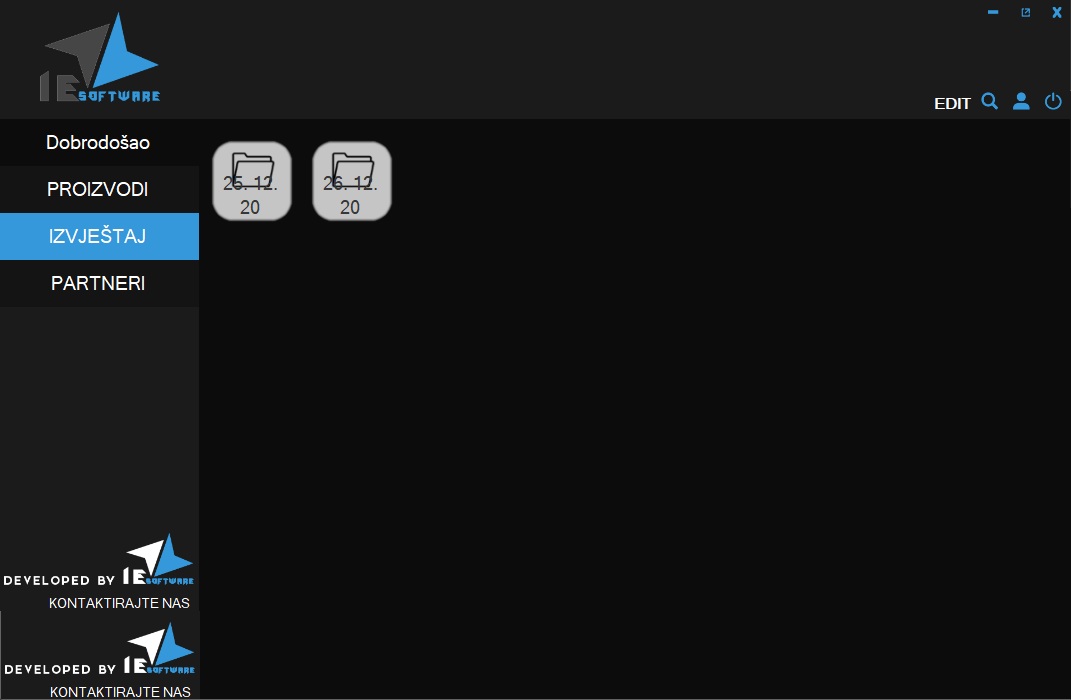 IE SOFTWARE
EDIT
Dobrodošao
PROIZVODI
IZVJEŠTAJ
PARTNERI
25. 12.
20
26. 12.
20
DEVELOPED BY IE SOFTWARE
KONTAKTIRAJTE NAS
DEVELOPED BY IE SOFTWARE
KONTAKTIRAJTE NAS